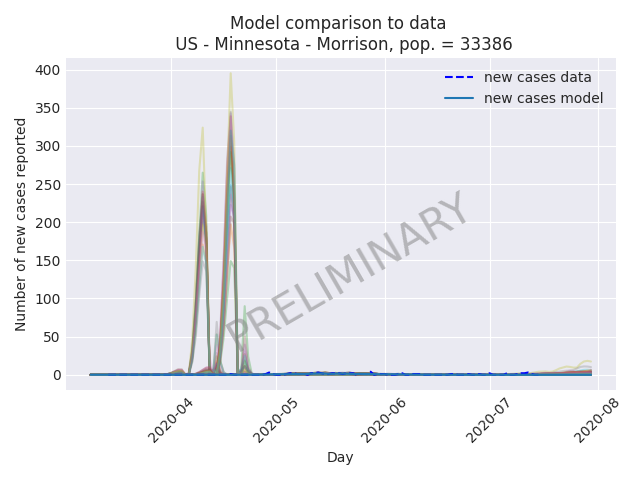 Model comparison to data
US - Minnesota - Morrison, pop. = 33386
new cases data
new cases model
Number of new cases reported
400
350
300
250
200
150
100
50
0
PRELIMINARY
2020-04
2020-05
2020-06
2020-07
2020-08
Day